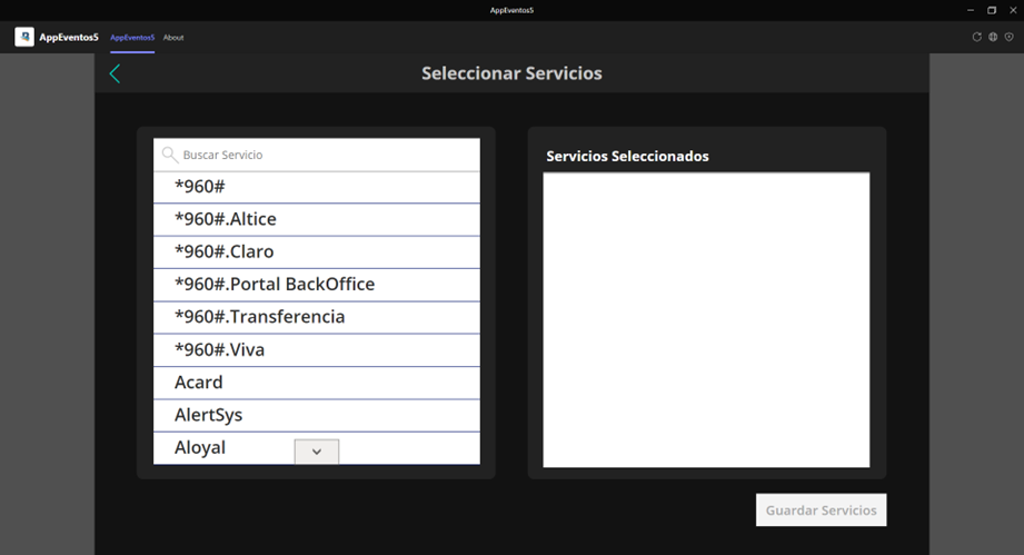 AppEventos5
AppEventos5 AppEventos5 About
Seleccionar Servicios
Buscar Servicio
*960#
*960#.Altice
*960#.Claro
*960#.Portal BackOffice
*960#.Transferencia
*960#.Viva
Acard
AlertSys
Aloyal
Servicios Seleccionados
Guardar Servicios